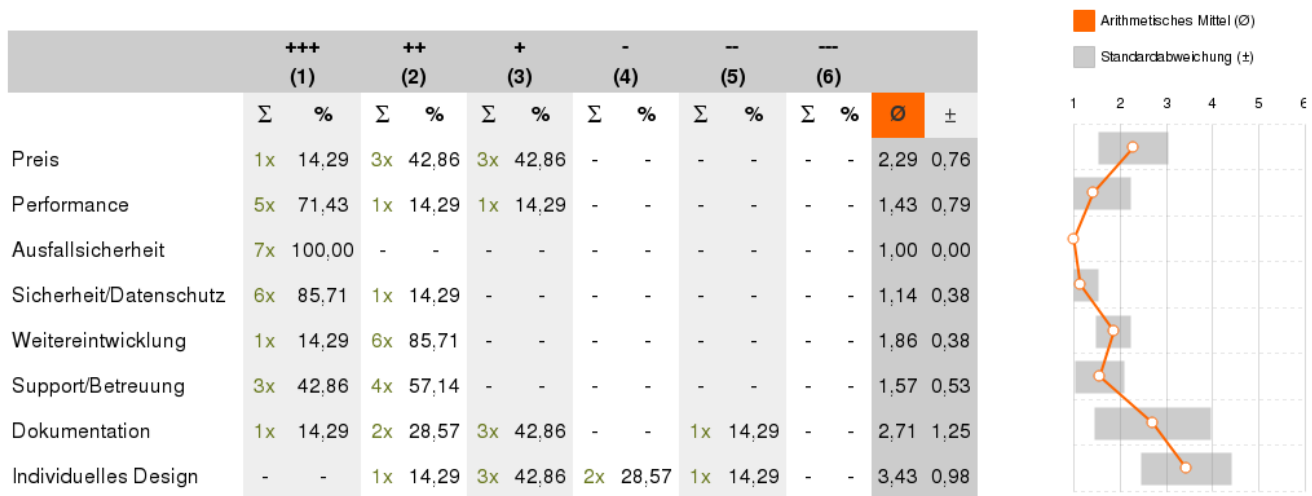 Arithmetisches Mittel (Ø)
Standardabweichung (±)
+++ ++ + - -- ---
(1) (2) (3) (4) (5) (6)
Σ % Σ % Σ % Σ % Σ % Σ % Ø ±
1 2 3 4 5 6
Preis 1x 14,29 3x 42,86 3x 42,86 - - - - - - 2,29 0,76
Performance 5x 71,43 1x 14,29 1x 14,29 - - - - - - 1,43 0,79
Ausfallsicherheit 7x 100,00 - - - - - - - - - - 1,00 0,00
Sicherheit/Datenschutz 6x 85,71 1x 14,29 - - - - - - - - 1,14 0,38
Weitereintwicklung 1x 14,29 6x 85,71 - - - - - - - - 1,86 0,38
Support/Betreuung 3x 42,86 4x 57,14 - - - - - - - - 1,57 0,53
Dokumentation 1x 14,29 2x 28,57 3x 42,86 - - 1x 14,29 - - 2,71 1,25
Individuelles Design - - 1x 14,29 3x 42,86 2x 28,57 1x 14,29 - - 3,43 0,98